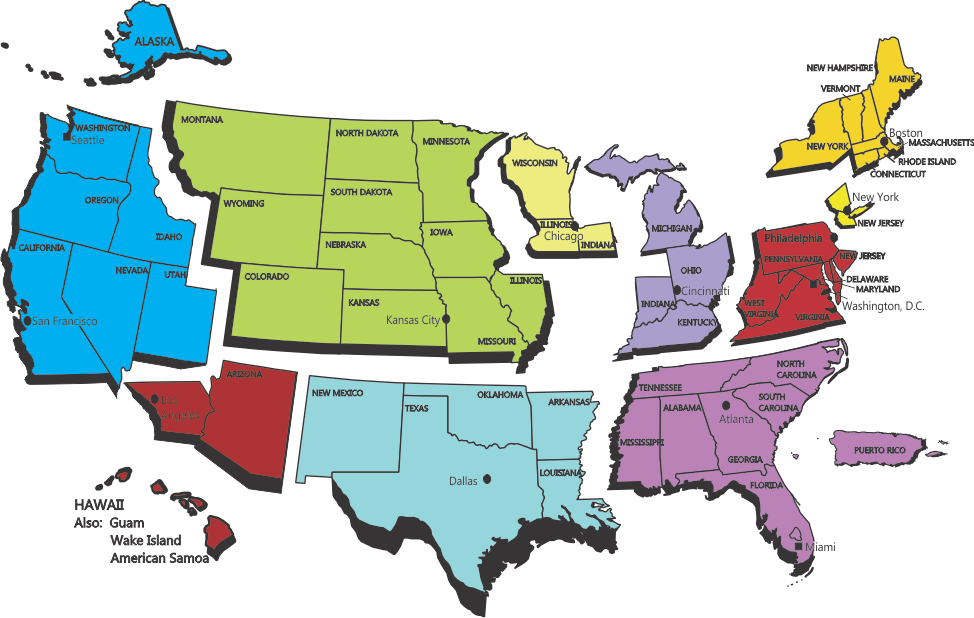 ALASKA
WASHINGTON
Seattle
OREGON
IDAHO
CALIFORNIA
NEVADA
UTAH
San Francisco
MONTANA
NORTH DAKOTA
MINNESOTA
SOUTH DAKOTA
WYOMING
IOWA
NEBRASKA
COLORADO
KANSAS
ILLINOIS
Kansas City
MISSOURI
WISCONSIN
ILLINOIS
Chicago
INDIANA
MICHIGAN
OHIO
Cincinnati
INDIANA
KENTUCKY
NEW HAMPSHIRE
MAINE
VERMONT
Boston
MASSACHUSETTS
NEW YORK
RHODE ISLAND
CONNECTICUT
New York
NEW JERSEY
Philadelphia
PENNSYLVANIA
NEW JERSEY
DELAWARE
MARYLAND
WEST
VIRGINIA
VIRGINIA
Washington, D.C.
ARIZONA
Los
Angeles
NEW MEXICO
TEXAS
OKLAHOMA
ARKANSAS
LOUISIANA
Dallas
TENNESSEE
NORTH
CAROLINA
SOUTH
CAROLINA
ALABAMA
Atlanta
MISSISSIPPI
GEORGIA
FLORIDA
Miami
PUERTO RICO
HAWAII
Also: Guam
Wake Island
American Samoa